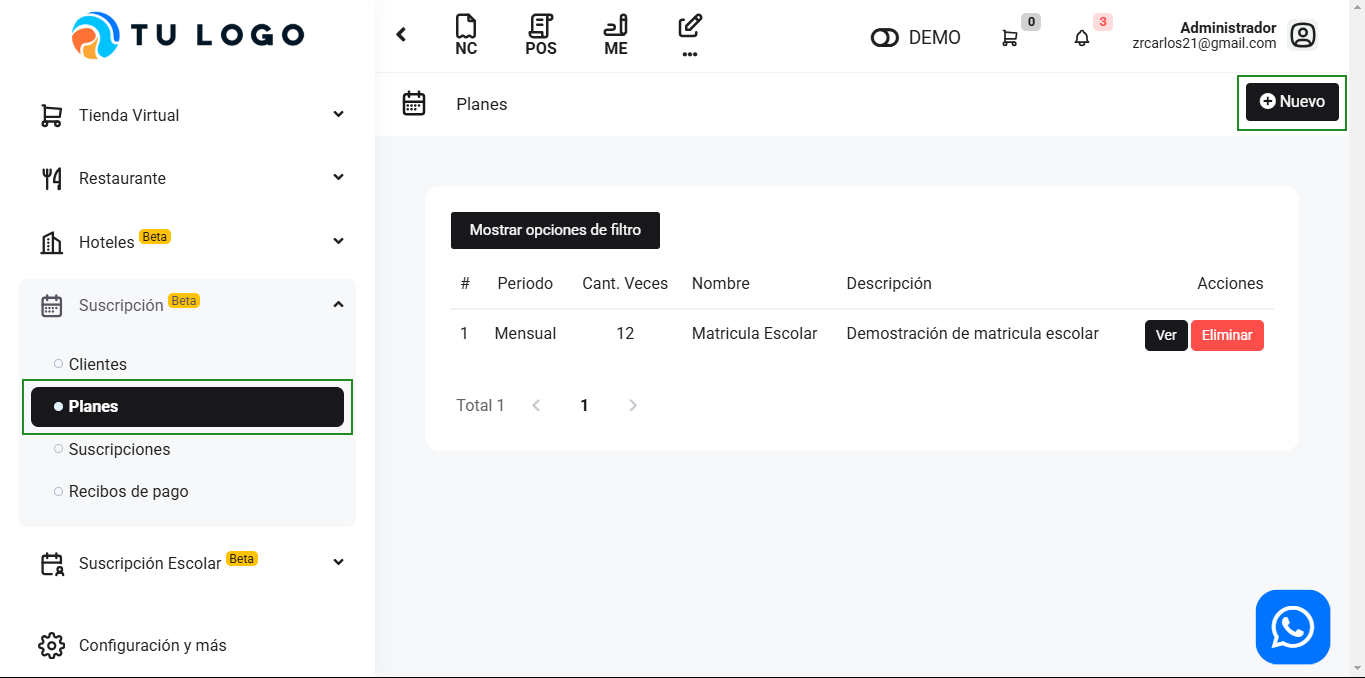 TU LOGO
NC
POS
ME
...
DEMO
0
3
Administrador
zrcarlos21@gmail.com
Tienda Virtual
Restaurante
Hoteles Beta
Suscripción Beta
Clientes
Planes
Suscripciones
Recibos de pago
Suscripción Escolar Beta
Configuración y más
Planes
Nuevo
Mostrar opciones de filtro
# Periodo Cant. Veces Nombre Descripción Acciones
1 Mensual 12 Matricula Escolar Demostración de matricula escolar Ver Eliminar
Total 1 1